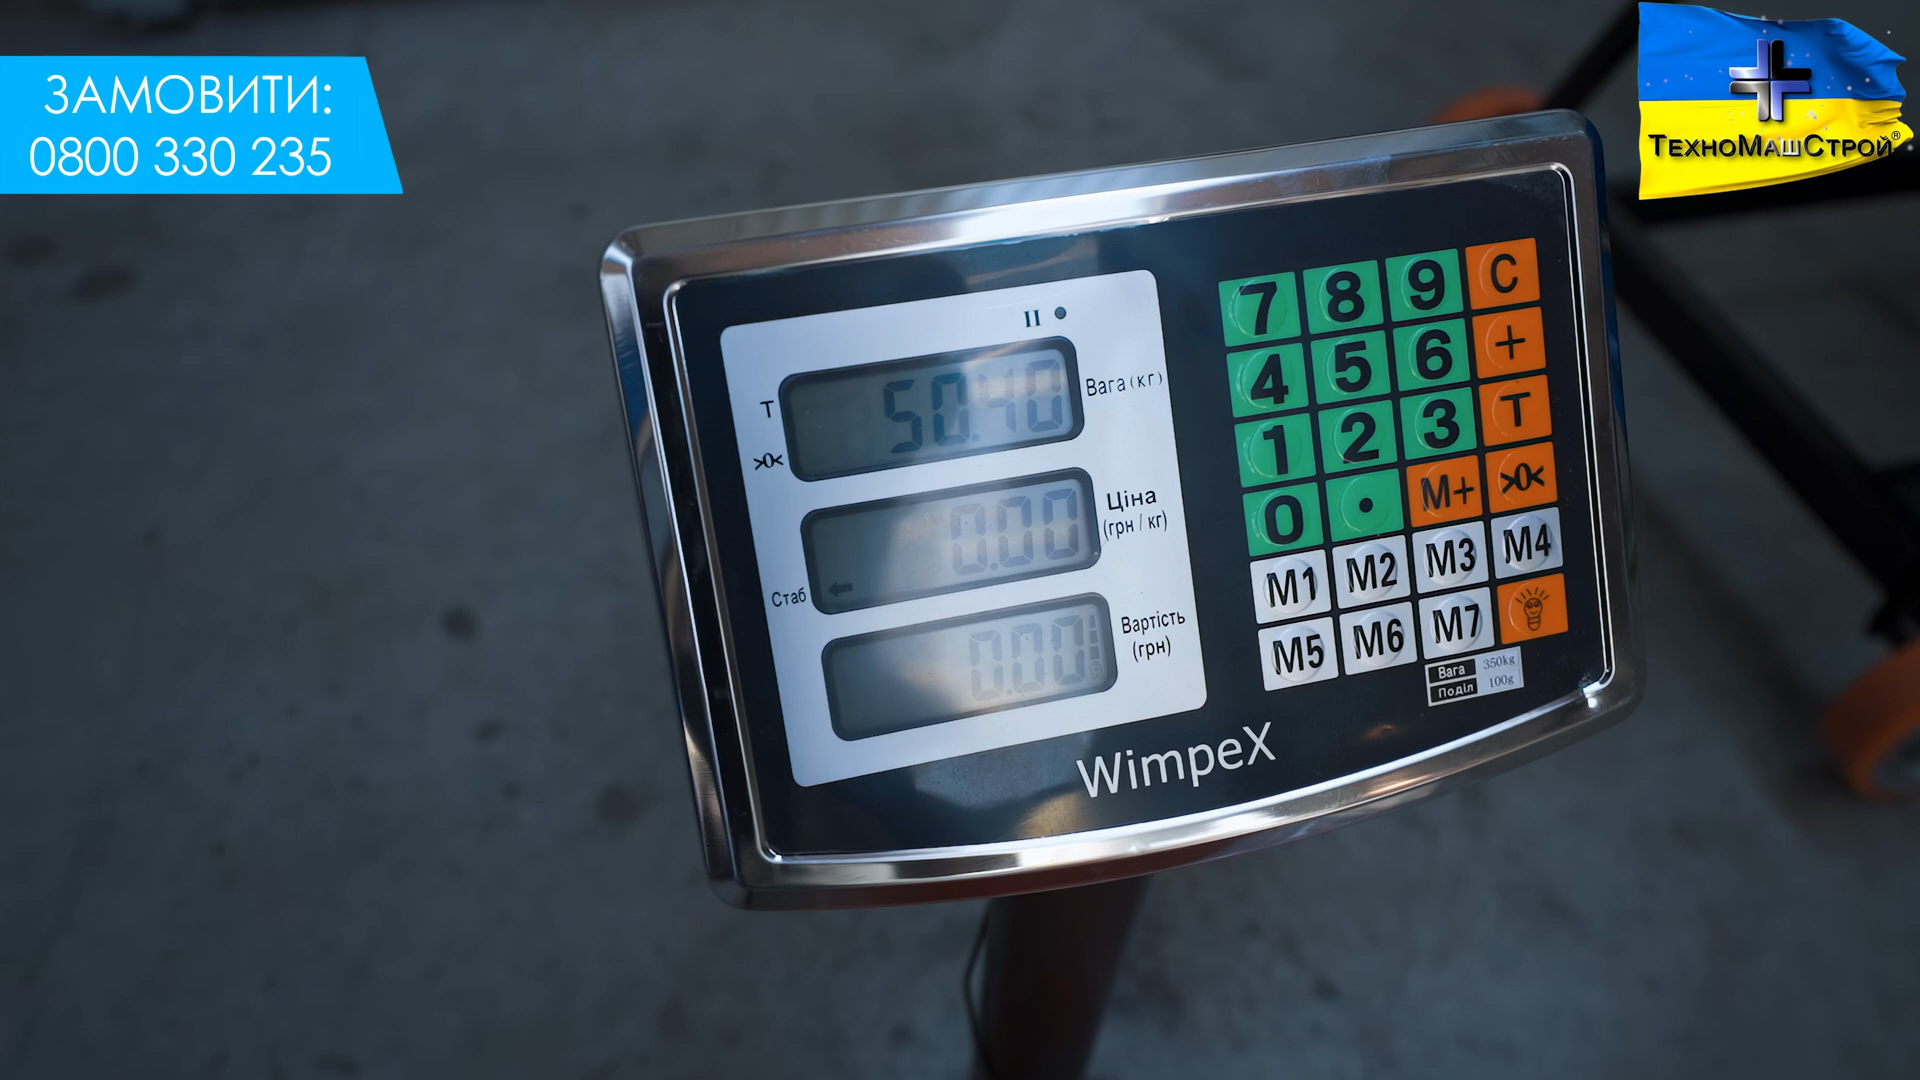 ЗАМОВИТИ:
0800 330 235
ТехноМашСтрой®
II
T
50.40
Вага (кг)
>0<
Ціна
(грн / кг)
0.00
Стаб
Вартість
(грн)
0.00
7 8 9 C
4 5 6 +
1 2 3 T
0 . M+ >0<
M1 M2 M3 M4
M5 M6 M7
Вага 350kg
Поділ 100g
WimpeX